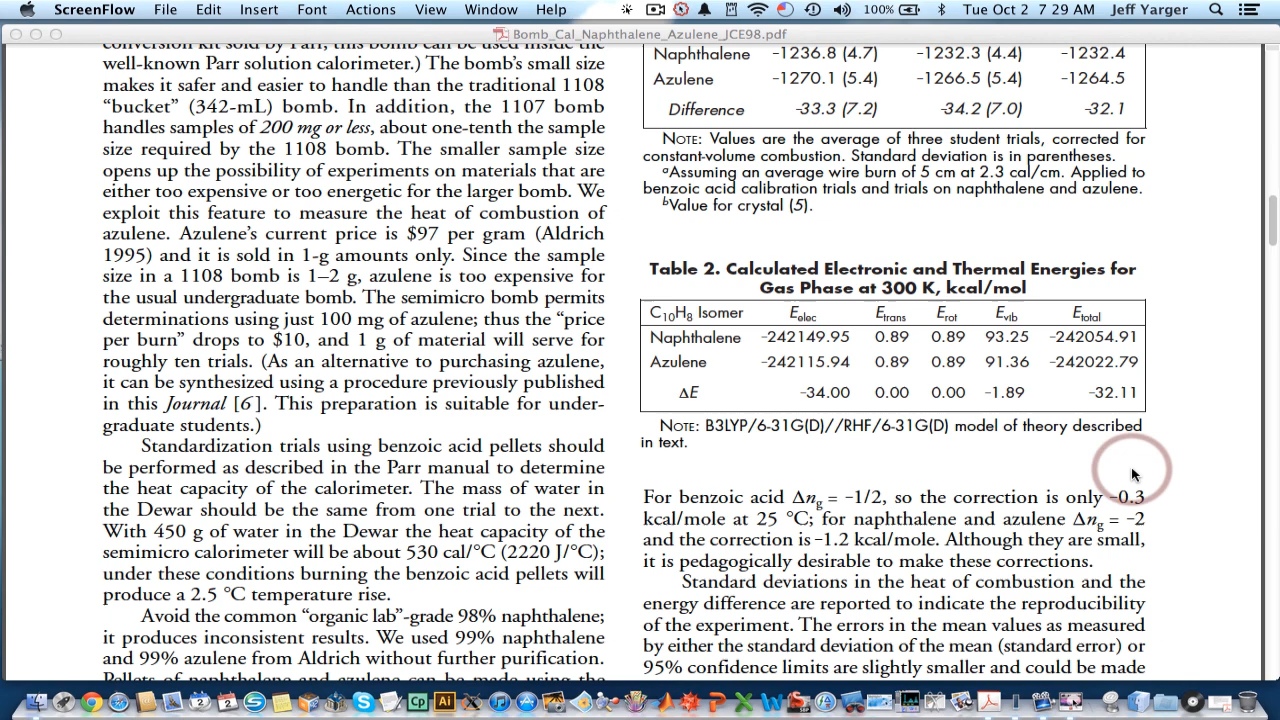 ScreenFlow File Edit Insert Font Actions View Window Help 100% Tue Oct 2 7:29 AM Jeff Yarger
Bomb_Cal_Naphthalene_Azulene_JCE98.pdf
conversion kit sold by Parr, this bomb can be used inside the
well-known Parr solution calorimeter.) The bomb's small size
makes it safer and easier to handle than the traditional 1108
"bucket" (342-mL) bomb. In addition, the 1107 bomb
handles samples of 200 mg or less, about one-tenth the sample
size required by the 1108 bomb. The smaller sample size
opens up the possibility of experiments on materials that are
either too expensive or too energetic for the larger bomb. We
exploit this feature to measure the heat of combustion of
azulene. Azulene's current price is $97 per gram (Aldrich
1995) and it is sold in 1-g amounts only. Since the sample
size in a 1108 bomb is 1–2 g, azulene is too expensive for
the usual undergraduate bomb. The semimicro bomb permits
determinations using just 100 mg of azulene; thus the "price
per burn" drops to $10, and 1 g of material will serve for
roughly ten trials. (As an alternative to purchasing azulene,
it can be synthesized using a procedure previously published
in this Journal [6]. This preparation is suitable for under-
graduate students.)
Standardization trials using benzoic acid pellets should
be performed as described in the Parr manual to determine
the heat capacity of the calorimeter. The mass of water in
the Dewar should be the same from one trial to the next.
With 450 g of water in the Dewar the heat capacity of the
semimicro calorimeter will be about 530 cal/°C (2220 J/°C);
under these conditions burning the benzoic acid pellets will
produce a 2.5 °C temperature rise.
Avoid the common "organic lab"-grade 98% naphthalene;
it produces inconsistent results. We used 99% naphthalene
and 99% azulene from Aldrich without further purification.
Pellets of naphthalene and azulene can be made using the
Naphthalene −1236.8 (4.7) −1232.3 (4.4) −1232.4
Azulene −1270.1 (5.4) −1266.5 (5.4) −1264.5
Difference −33.3 (7.2) −34.2 (7.0) −32.1
NOTE: Values are the average of three student trials, corrected for
constant-volume combustion. Standard deviation is in parentheses.
aAssuming an average wire burn of 5 cm at 2.3 cal/cm. Applied to
benzoic acid calibration trials and trials on naphthalene and azulene.
bValue for crystal (5).
Table 2. Calculated Electronic and Thermal Energies for
Gas Phase at 300 K, kcal/mol
C10H8 Isomer Eelec Etrans Erot Evib Etotal
Naphthalene −242149.95 0.89 0.89 93.25 −242054.91
Azulene −242115.94 0.89 0.89 91.36 −242022.79
ΔE −34.00 0.00 0.00 −1.89 −32.11
NOTE: B3LYP/6-31G(D)//RHF/6-31G(D) model of theory described
in text.
For benzoic acid Δng = −1/2, so the correction is only −0.3
kcal/mole at 25 °C; for naphthalene and azulene Δng = −2
and the correction is −1.2 kcal/mole. Although they are small,
it is pedagogically desirable to make these corrections.
Standard deviations in the heat of combustion and the
energy difference are reported to indicate the reproducibility
of the experiment. The errors in the mean values as measured
by either the standard deviation of the mean (standard error) or
95% confidence limits are slightly smaller and could be made